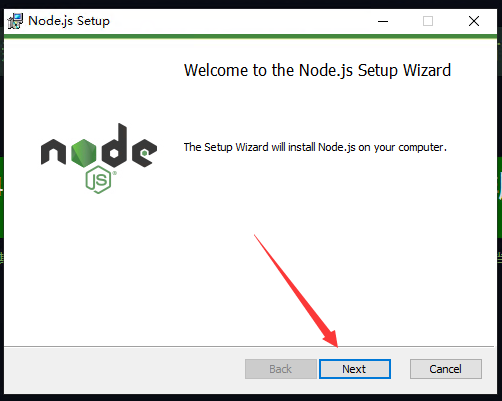 Node.js Setup
Welcome to the Node.js Setup Wizard
node
JS
The Setup Wizard will install Node.js on your computer.
Back
Next
Cancel